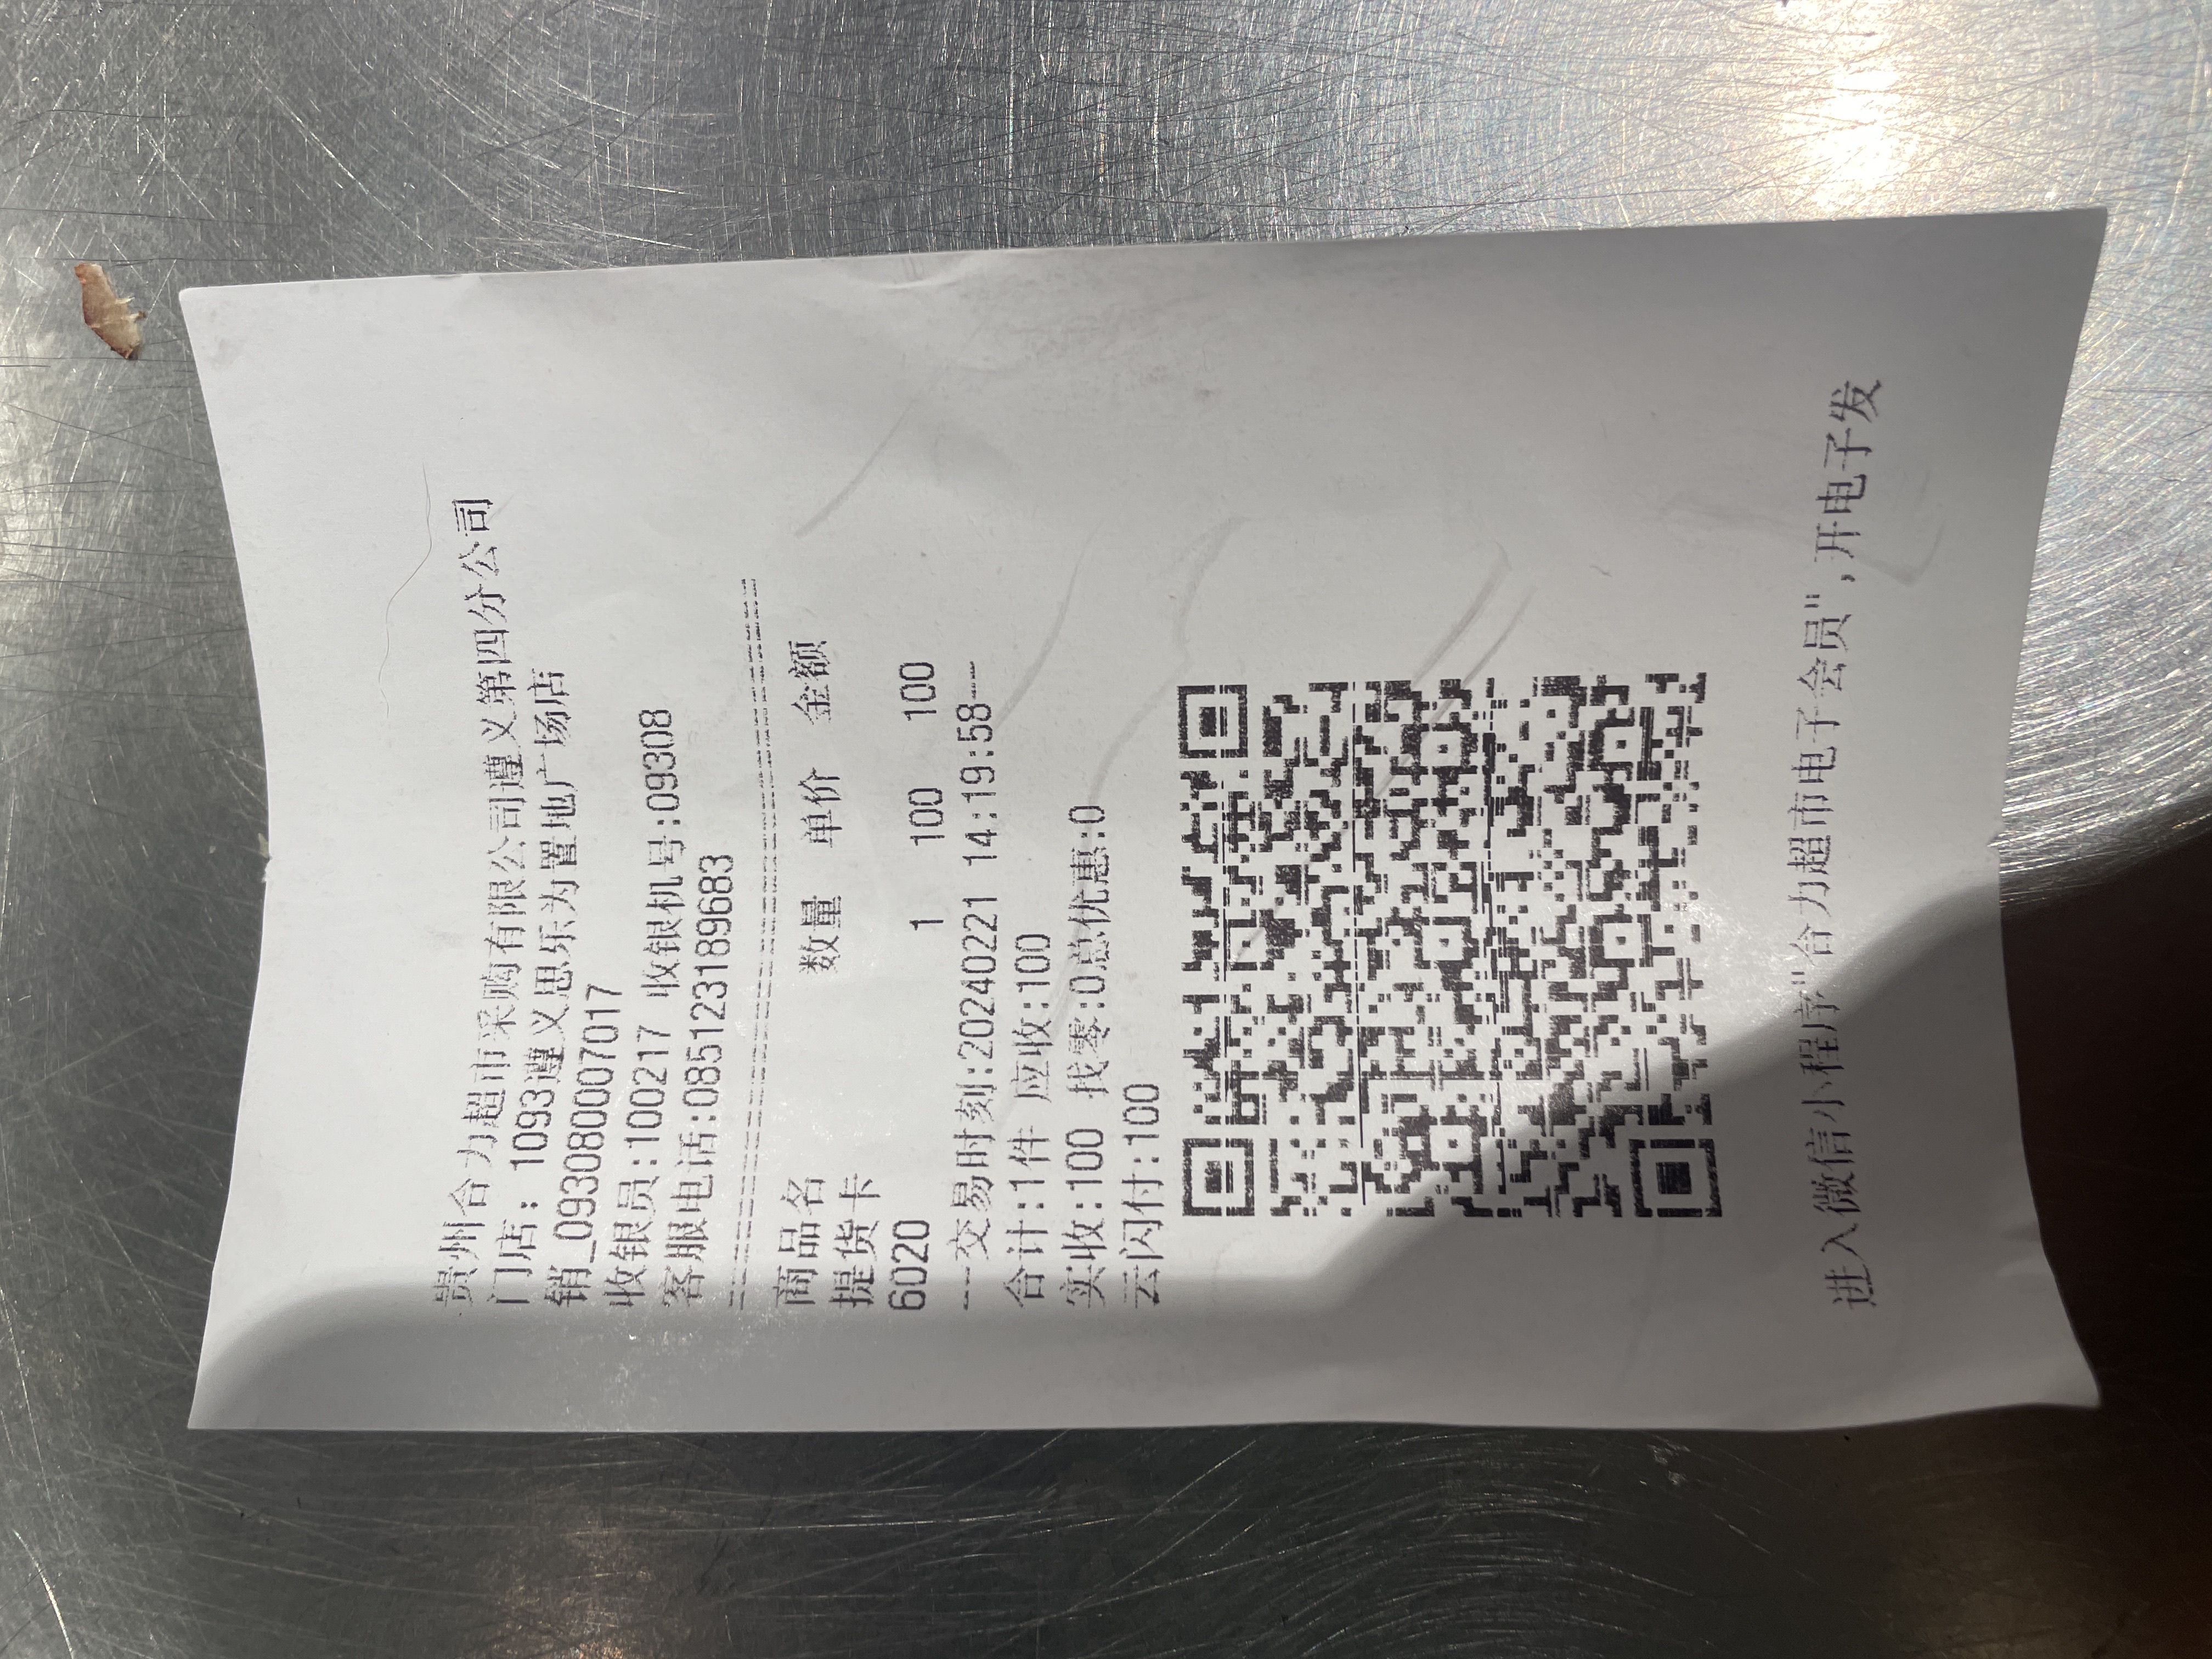 贵州合力超市采购有限公司遵义第四分公司
门店: 1093遵义思乐为置地广场店
销_093080007017
收银员:100217 收银机号:09308
客服电话:085123189683
商品名 数量 单价 金额
提货卡
6020 1 100 100
---交易时刻:20240221 14:19:58---
合计:1件 应收:100
实收:100 找零:0总优惠:0
云闪付:100
进入微信小程序"合力超市电子会员",开电子发